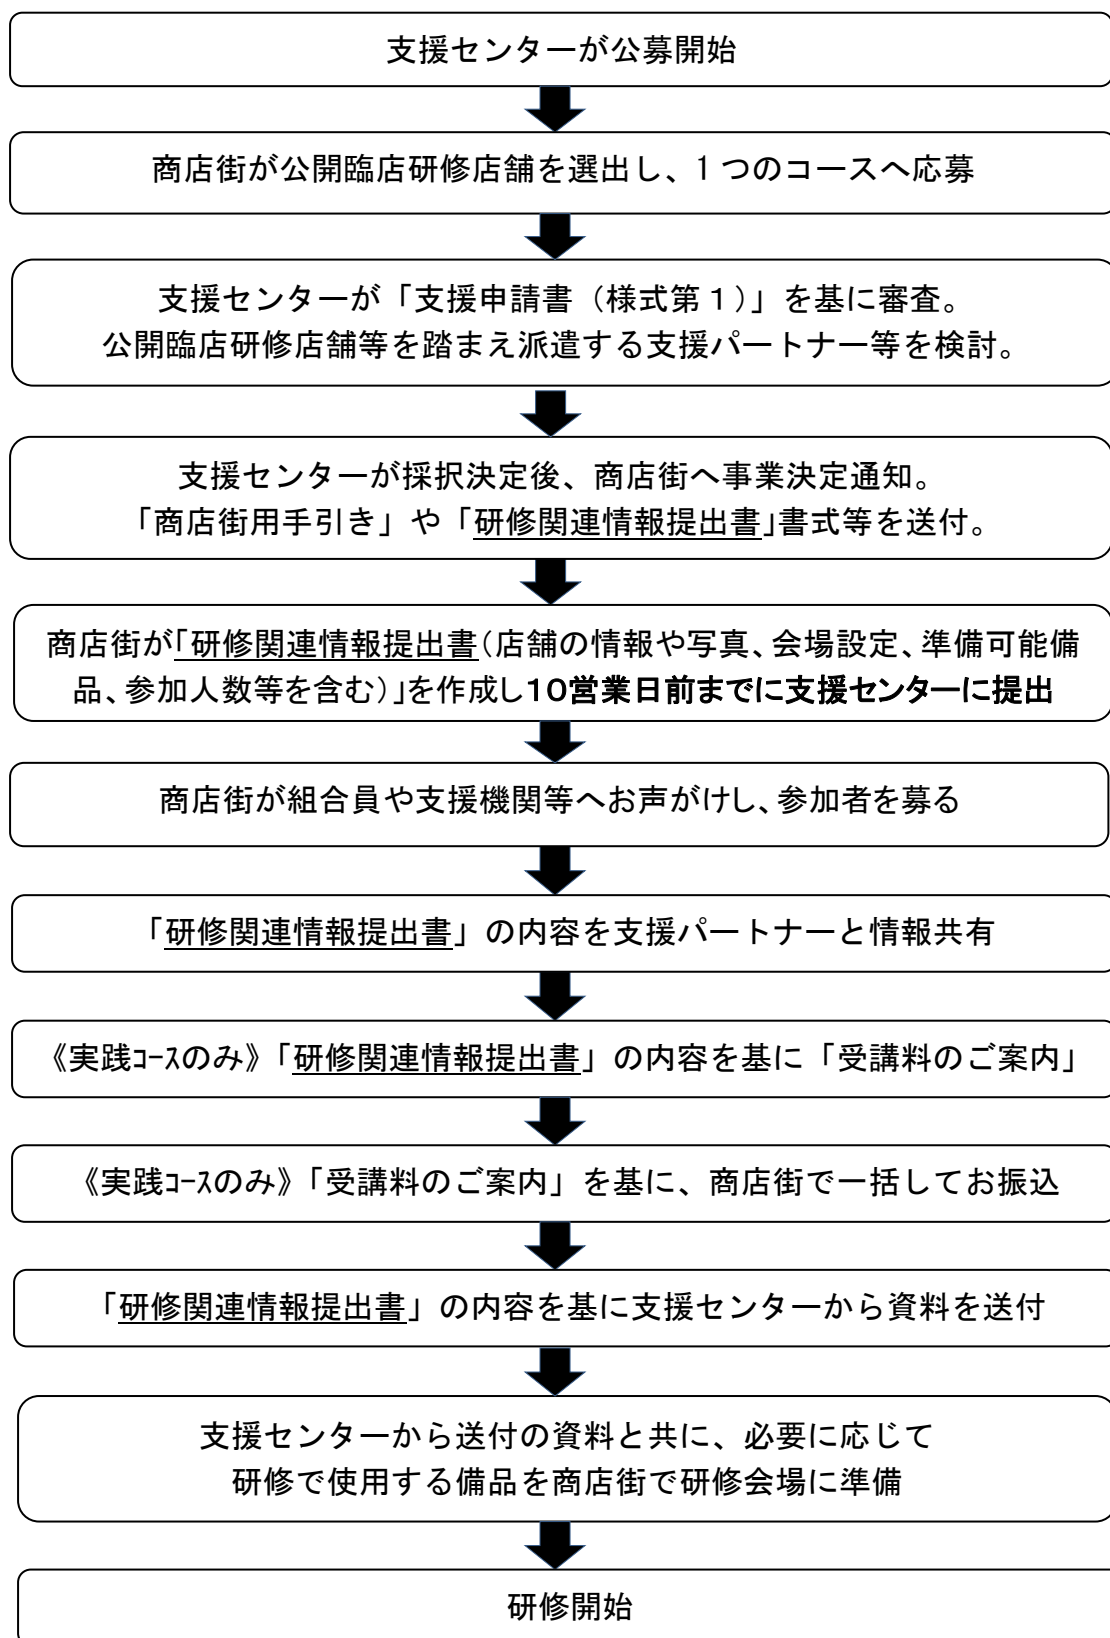 支援センターが公募開始
商店街が公開臨店研修店舗を選出し、1つのコースへ応募
支援センターが「支援申請書（様式第1）」を基に審査。
公開臨店研修店舗等を踏まえ派遣する支援パートナー等を検討。
支援センターが採択決定後、商店街へ事業決定通知。
「商店街用手引き」や「研修関連情報提出書」書式等を送付。
商店街が「研修関連情報提出書（店舗の情報や写真、会場設定、準備可能備
品、参加人数等を含む）」を作成し10営業日前までに支援センターに提出
商店街が組合員や支援機関等へお声がけし、参加者を募る
「研修関連情報提出書」の内容を支援パートナーと情報共有
《実践ｺｰｽのみ》「研修関連情報提出書」の内容を基に「受講料のご案内」
《実践ｺｰｽのみ》「受講料のご案内」を基に、商店街で一括してお振込
「研修関連情報提出書」の内容を基に支援センターから資料を送付
支援センターから送付の資料と共に、必要に応じて
研修で使用する備品を商店街で研修会場に準備
研修開始